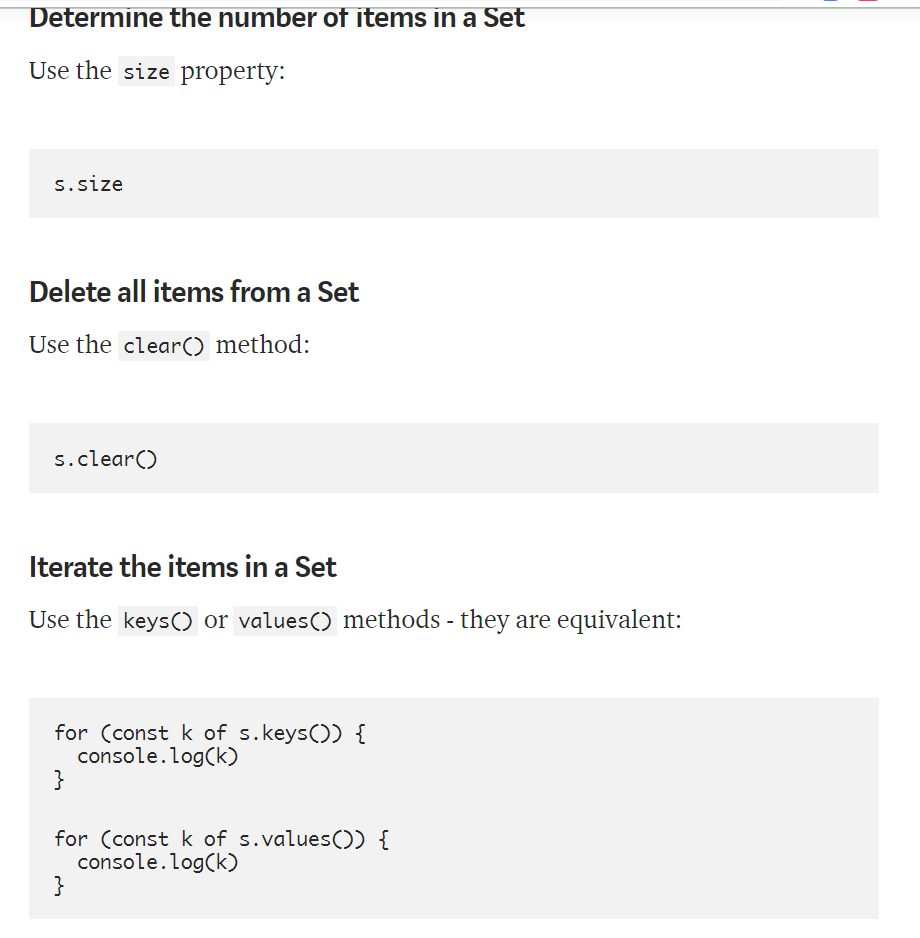 Determine the number of items in a Set
Use the size property:
s.size
Delete all items from a Set
Use the clear() method:
s.clear()
Iterate the items in a Set
Use the keys() or values() methods - they are equivalent:
for (const k of s.keys()) {
  console.log(k)
}
for (const k of s.values()) {
  console.log(k)
}